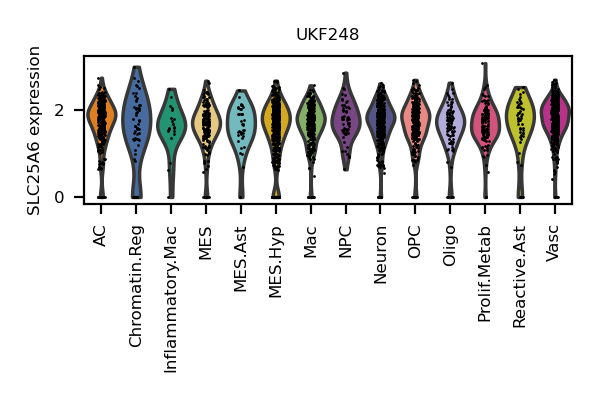 UKF248
SLC25A6 expression
2
0
AC
Chromatin.Reg
Inflammatory.Mac
MES
MES.Ast
MES.Hyp
Mac
NPC
Neuron
OPC
Oligo
Prolif.Metab
Reactive.Ast
Vasc